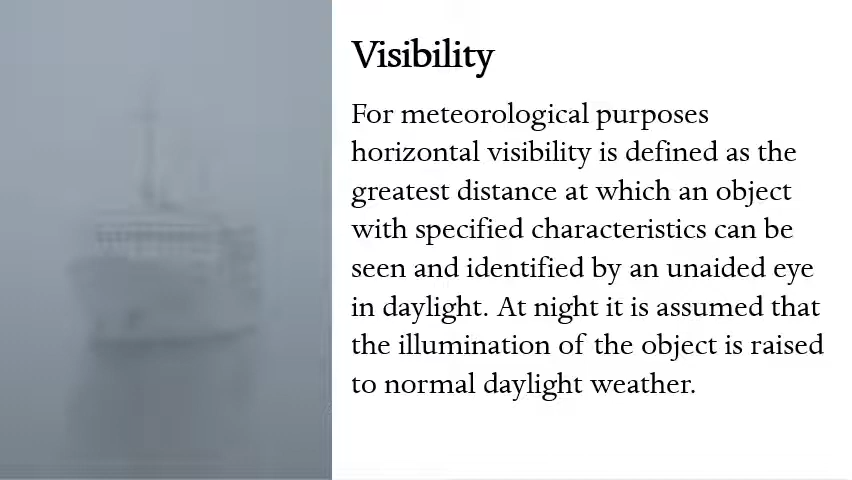 Visibility
For meteorological purposes
horizontal visibility is defined as the
greatest distance at which an object
with specified characteristics can be
seen and identified by an unaided eye
in daylight. At night it is assumed that
the illumination of the object is raised
to normal daylight weather.